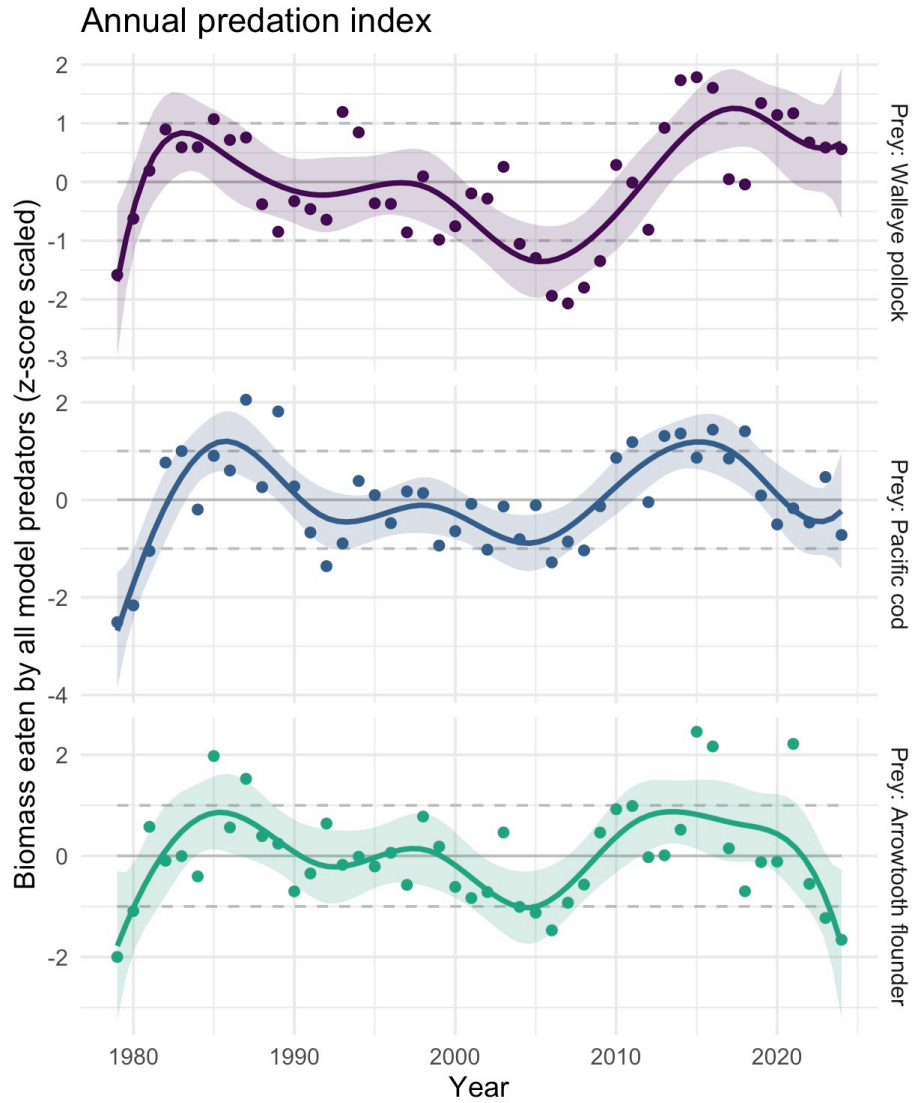 Annual predation index
Biomass eaten by all model predators (z-score scaled)
2
1
0
-1
-2
-3
Prey: Walleye pollock
2
0
-2
-4
Prey: Pacific cod
2
0
-2
Prey: Arrowtooth flounder
1980 1990 2000 2010 2020
Year